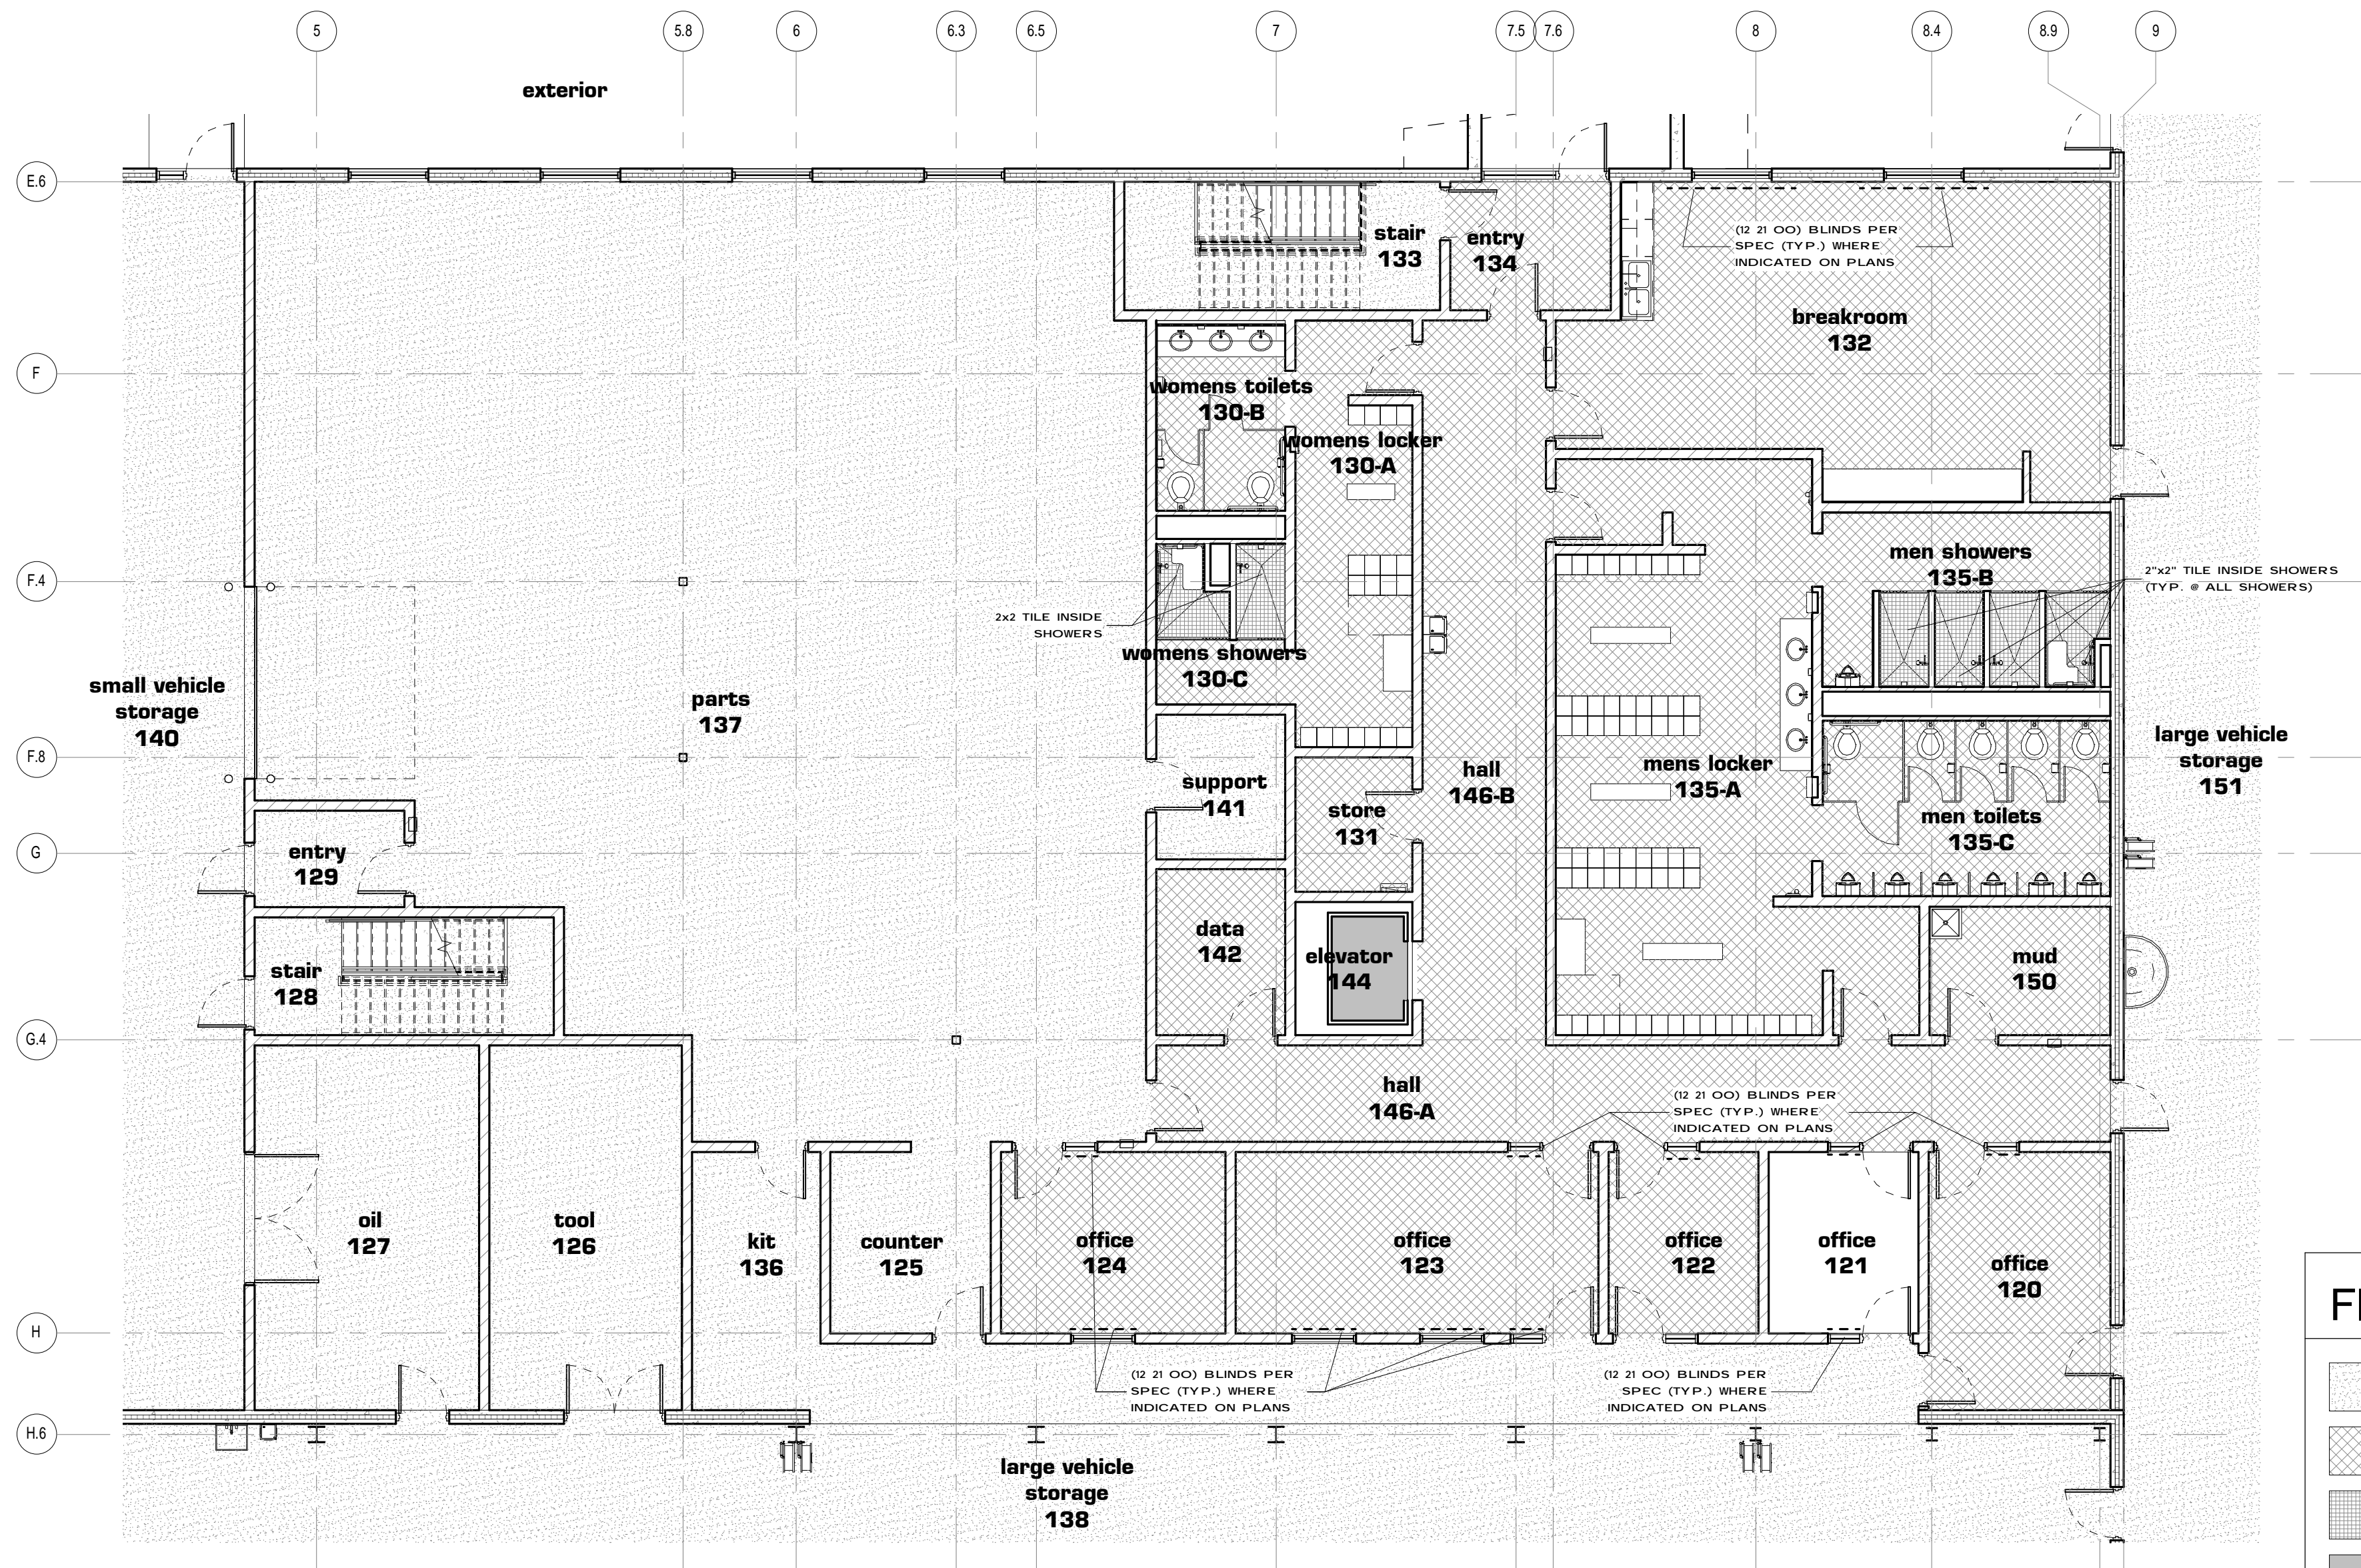 5
5.8
6
6.3
6.5
7
7.5
7.6
8
8.4
8.9
9
exterior
E.6
stair
133
entry
134
(12 21 00) BLINDS PER
SPEC (TYP.) WHERE
INDICATED ON PLANS
breakroom
132
F
womens toilets
130-B
womens locker
130-A
F.4
men showers
135-B
2"x2" TILE INSIDE SHOWERS
(TYP. @ ALL SHOWERS)
2x2 TILE INSIDE
SHOWERS
womens showers
130-C
small vehicle
storage
140
parts
137
F.8
support
141
store
131
hall
146-B
mens locker
135-A
men toilets
135-C
large vehicle
storage
151
G
entry
129
data
142
elevator
144
stair
128
mud
150
G.4
hall
146-A
(12 21 00) BLINDS PER
SPEC (TYP.) WHERE
INDICATED ON PLANS
oil
127
tool
126
kit
136
counter
125
office
124
office
123
office
122
office
121
office
120
H
(12 21 00) BLINDS PER
SPEC (TYP.) WHERE
INDICATED ON PLANS
(12 21 00) BLINDS PER
SPEC (TYP.) WHERE
INDICATED ON PLANS
H.6
large vehicle
storage
138